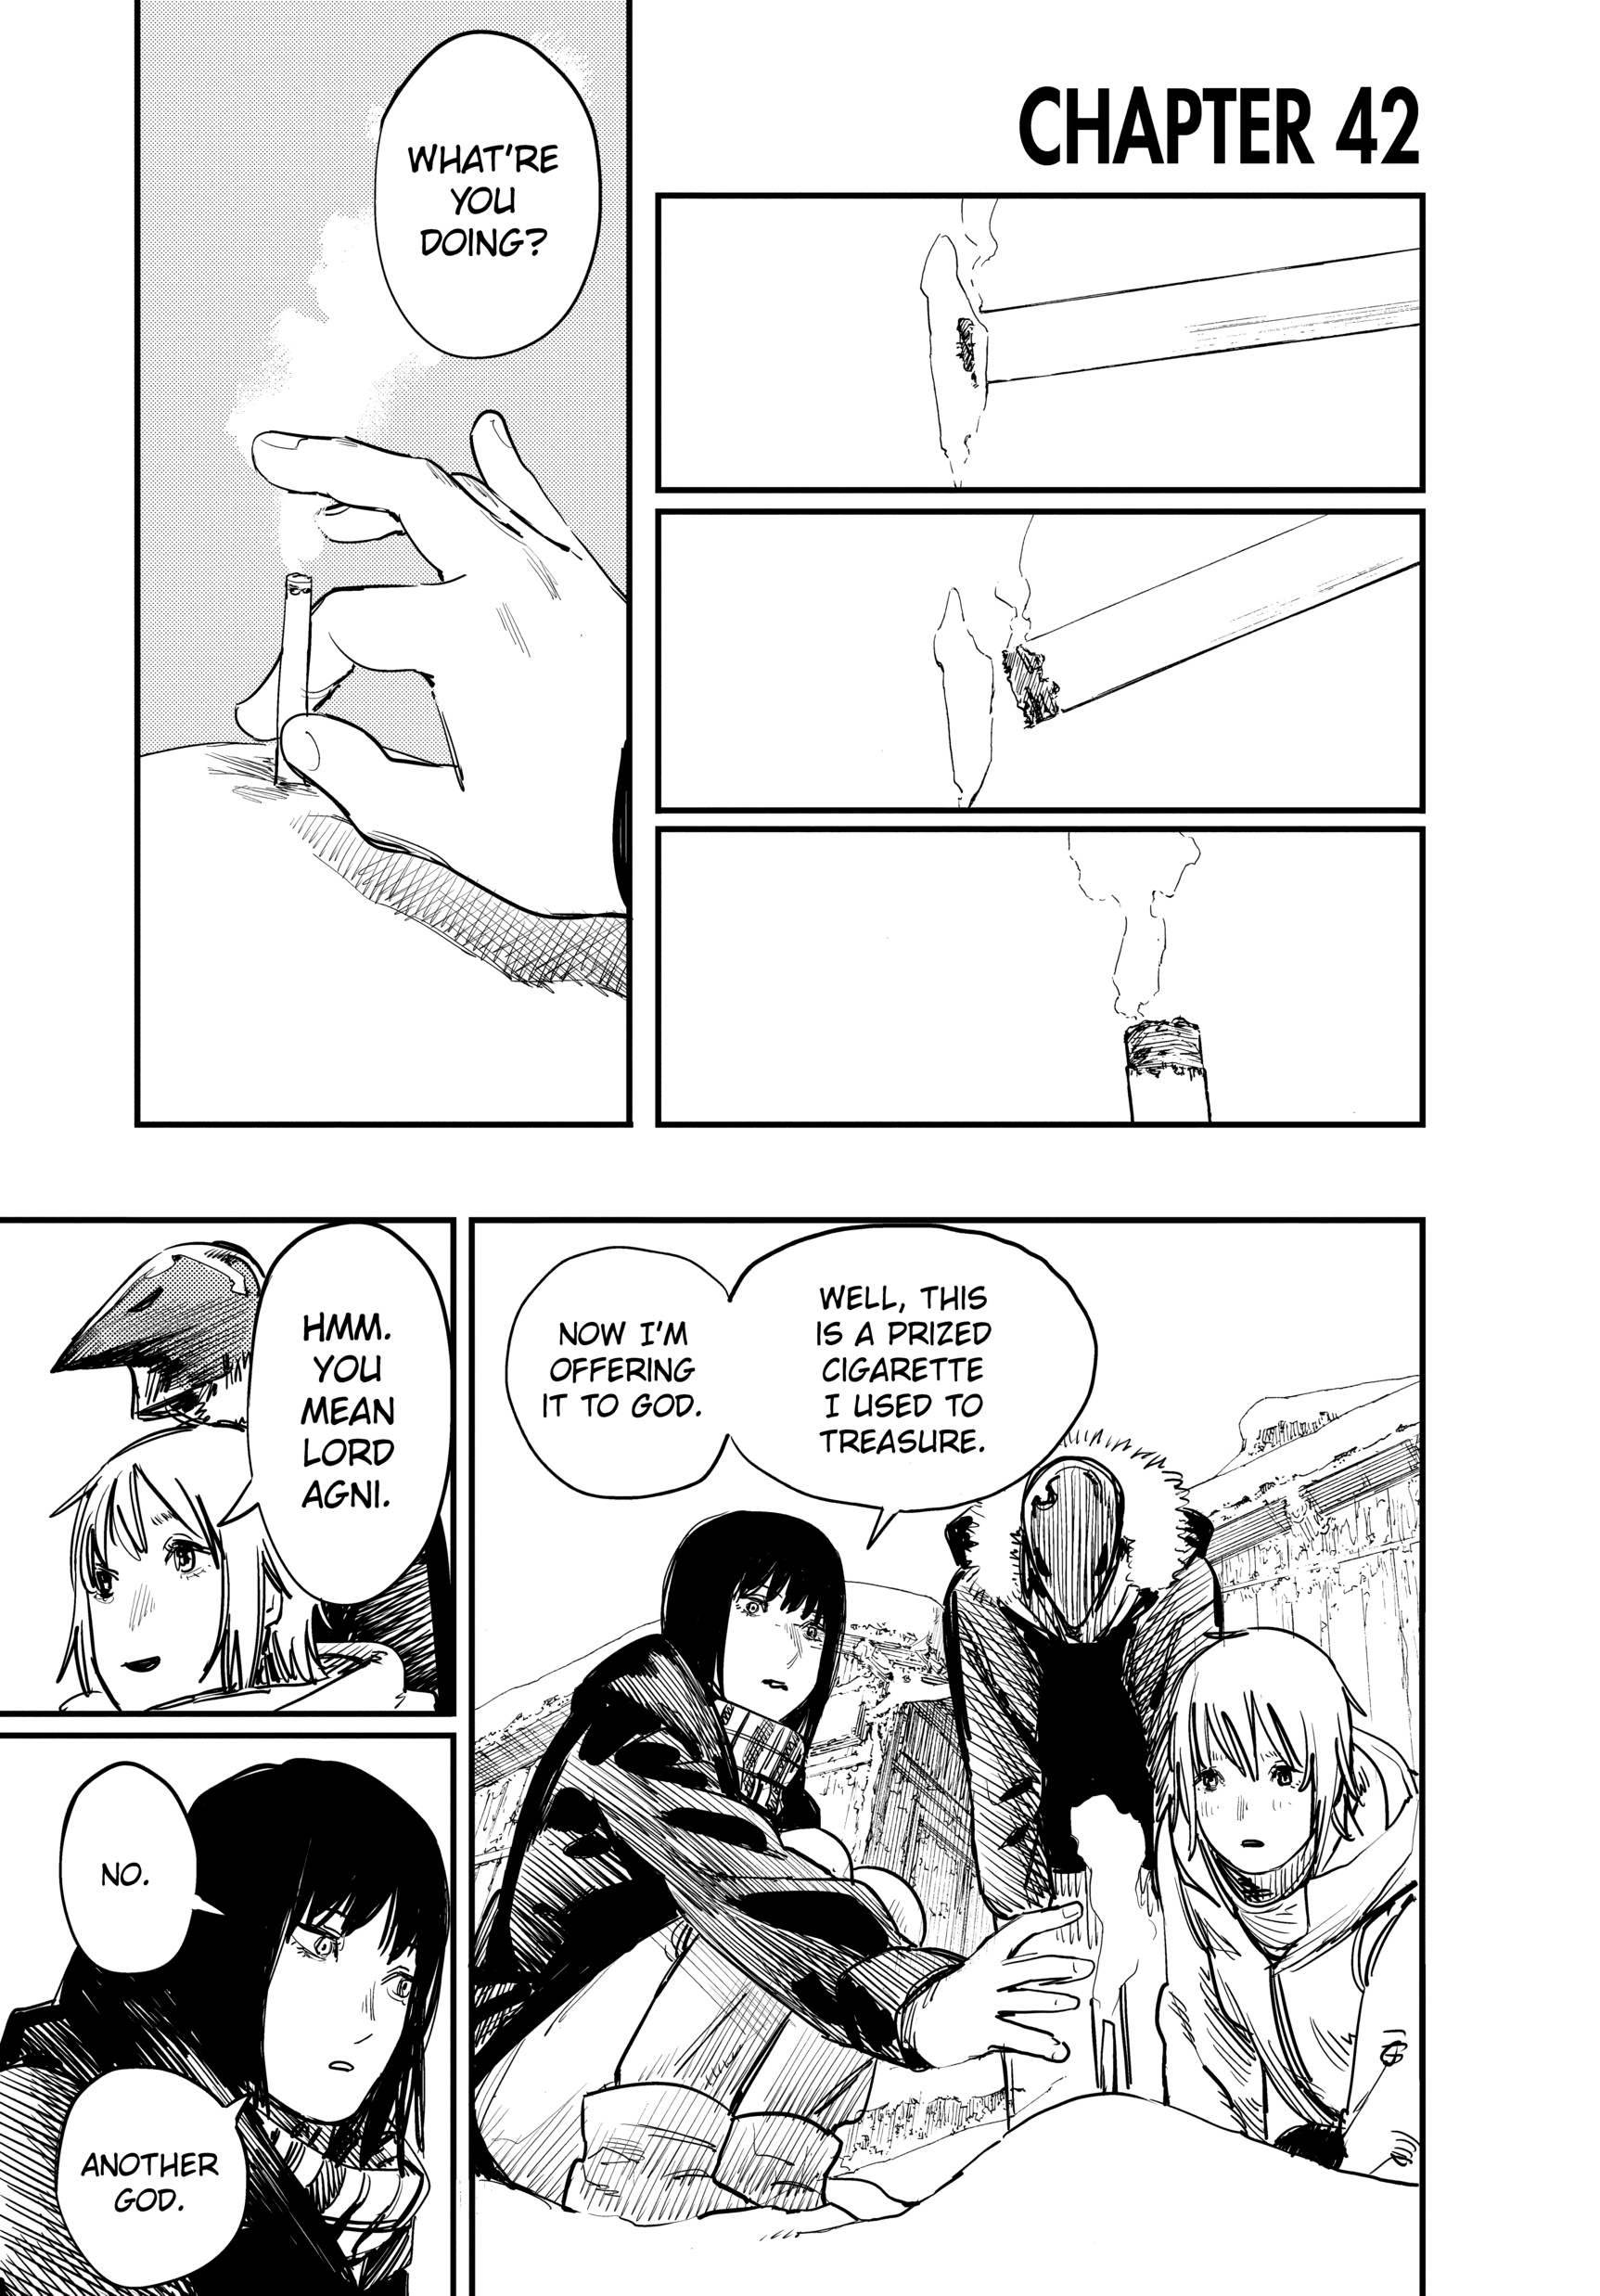 CHAPTER 42
WHAT'RE
YOU
DOING?
WELL, THIS
IS A PRIZED
CIGARETTE
I USED TO
TREASURE.
NOW I'M
OFFERING
IT TO GOD.
HMM.
YOU
MEAN
LORD
AGNI.
NO.
ANOTHER
GOD.